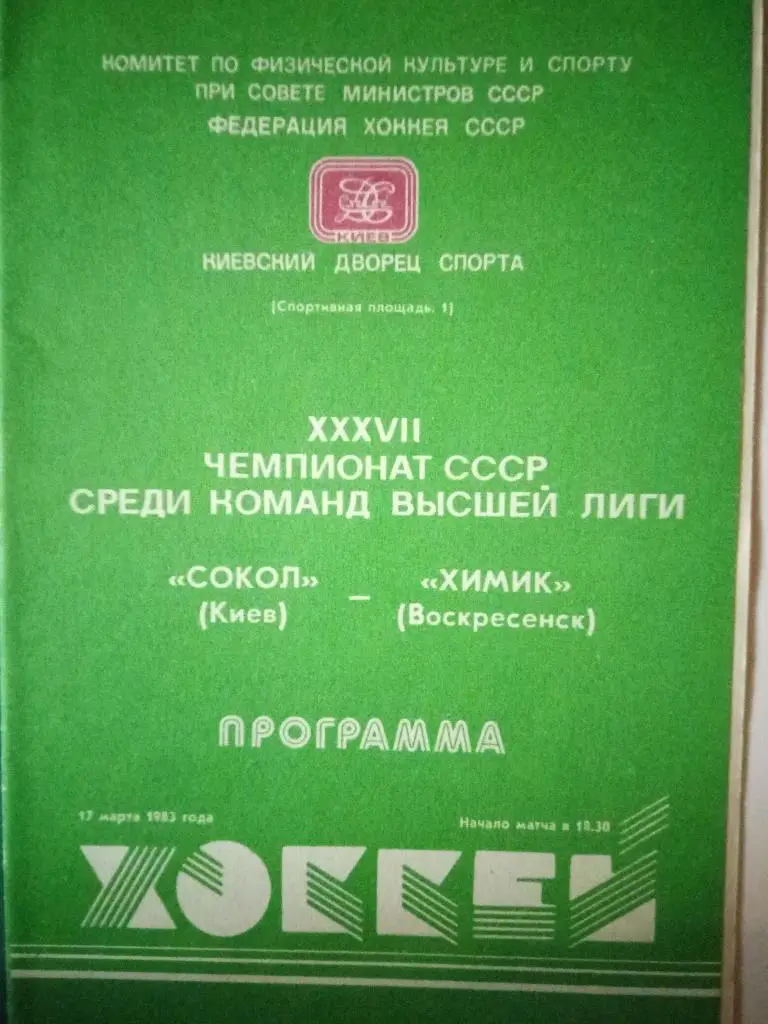 КОМИТЕТ ПО ФИЗИЧЕСКОЙ КУЛЬТУРЕ И СПОРТУ
ПРИ СОВЕТЕ МИНИСТРОВ СССР
ФЕДЕРАЦИЯ ХОККЕЯ СССР
КИЕВ
КИЕВСКИЙ ДВОРЕЦ СПОРТА
(Спортивная площадь, 1)
XXXVII
ЧЕМПИОНАТ СССР
СРЕДИ КОМАНД ВЫСШЕЙ ЛИГИ
«СОКОЛ» — «ХИМИК»
(Киев) (Воскресенск)
ПРОГРАММА
17 марта 1983 года Начало матча в 18.30
ХОККЕЙ